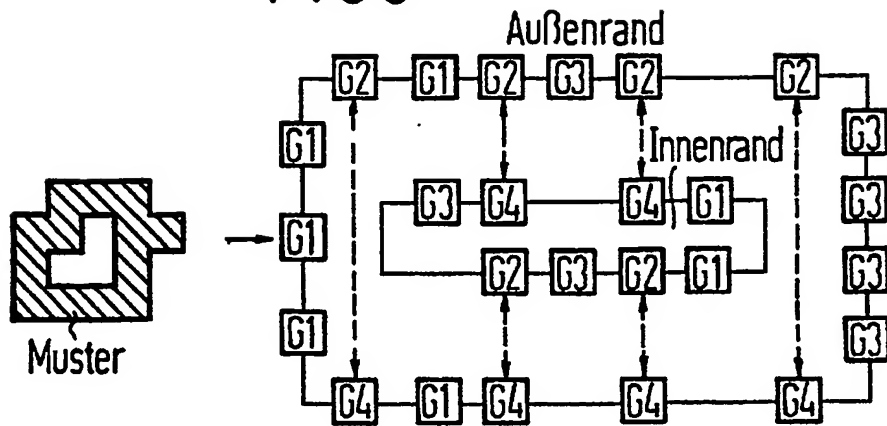 Außenrand
G2 G1 G2 G3 G2 G2
G1 G3
Innenrand
G3 G4 G4 G1 G3
G1
G2 G3 G2 G1 G3
G1 G3
Muster
G4 G1 G4 G4 G4